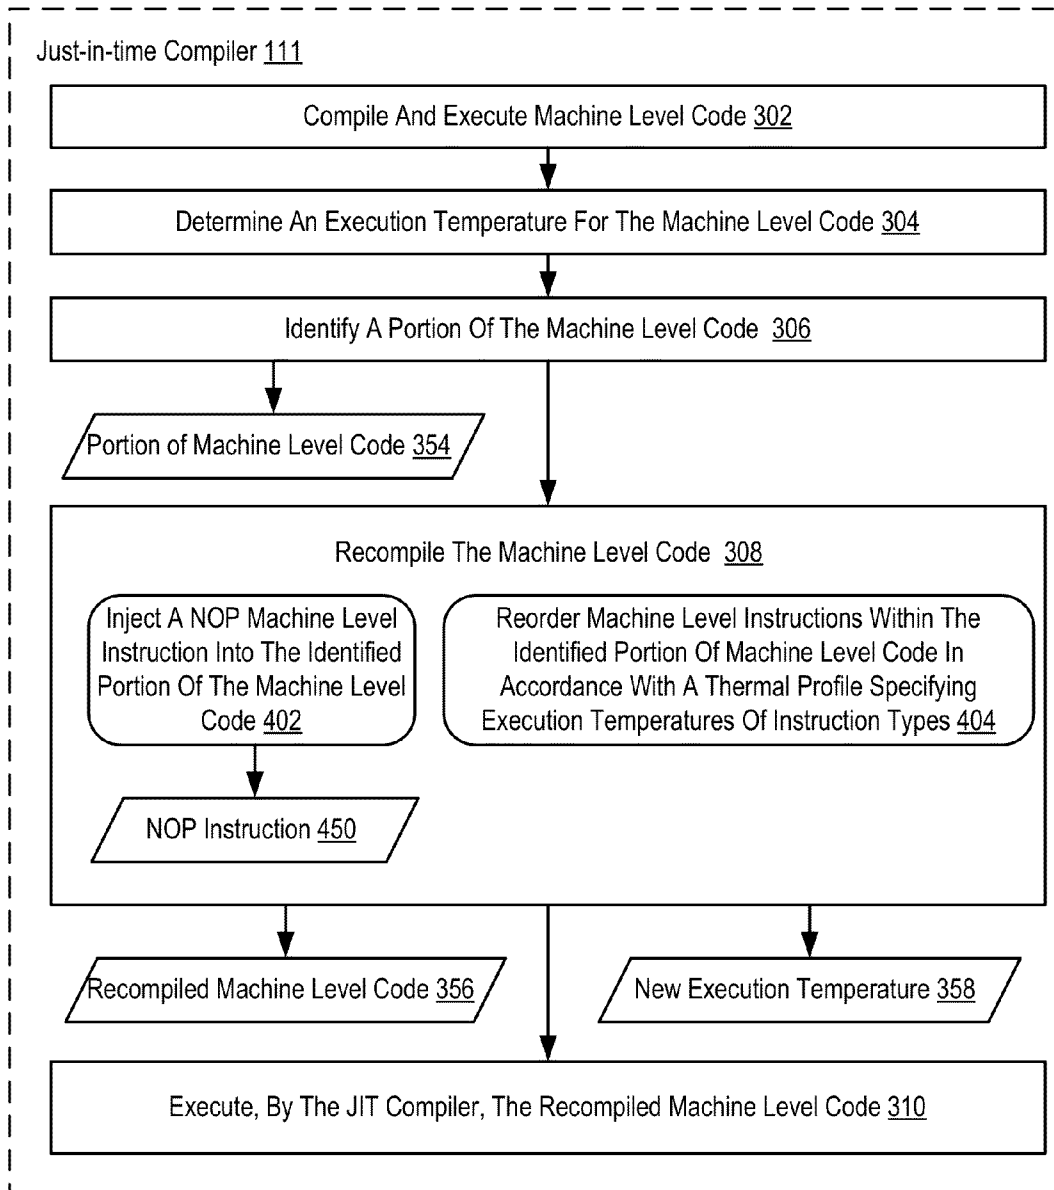 Just-in-time Compiler 111
Compile And Execute Machine Level Code 302
Determine An Execution Temperature For The Machine Level Code 304
Identify A Portion Of The Machine Level Code 306
Portion of Machine Level Code 354
Recompile The Machine Level Code 308
Inject A NOP Machine Level
Instruction Into The Identified
Portion Of The Machine Level
Code 402
Reorder Machine Level Instructions Within The
Identified Portion Of Machine Level Code In
Accordance With A Thermal Profile Specifying
Execution Temperatures Of Instruction Types 404
NOP Instruction 450
Recompiled Machine Level Code 356
New Execution Temperature 358
Execute, By The JIT Compiler, The Recompiled Machine Level Code 310